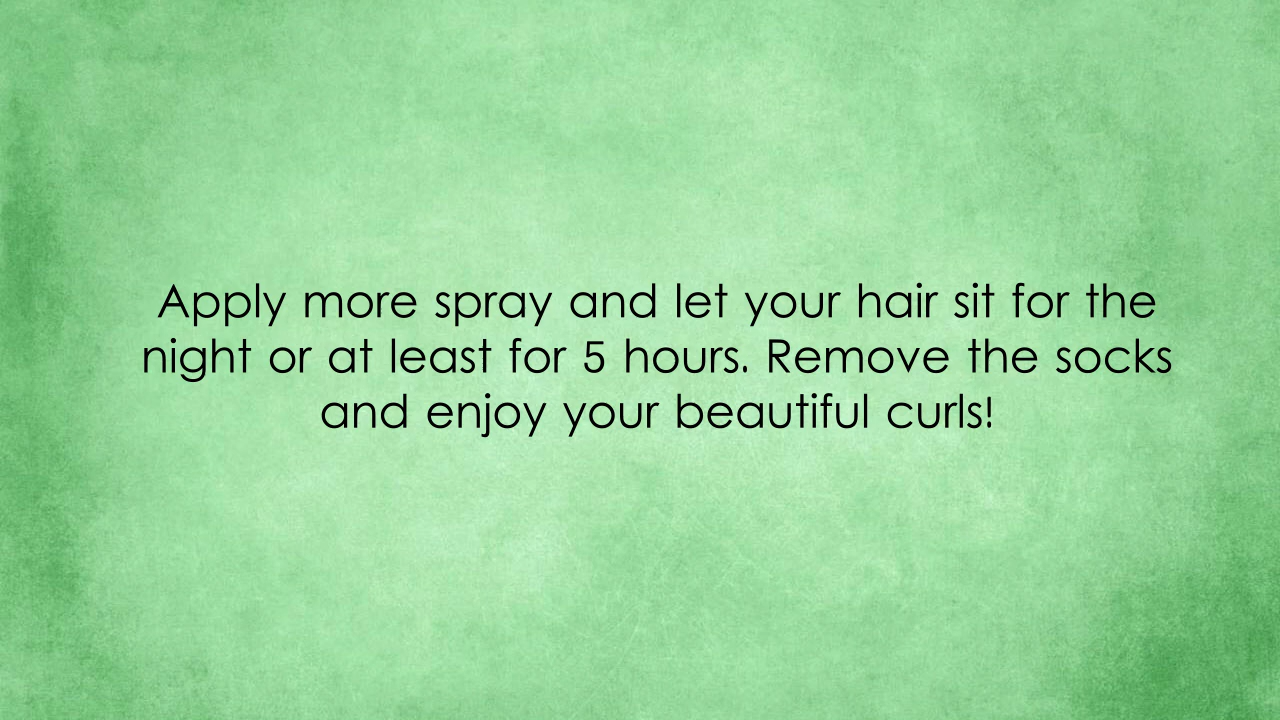 Apply more spray and let your hair sit for the
night or at least for 5 hours. Remove the socks
and enjoy your beautiful curls!